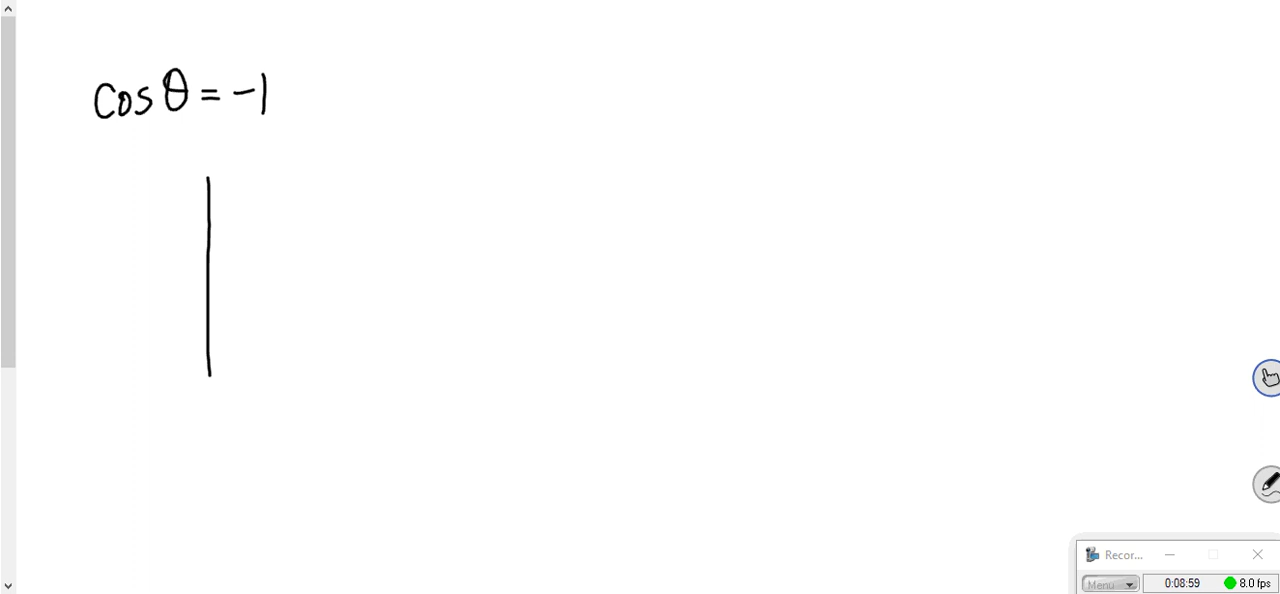 cos θ = -1
Recor...
Menu
0:08:59
8.0 fps